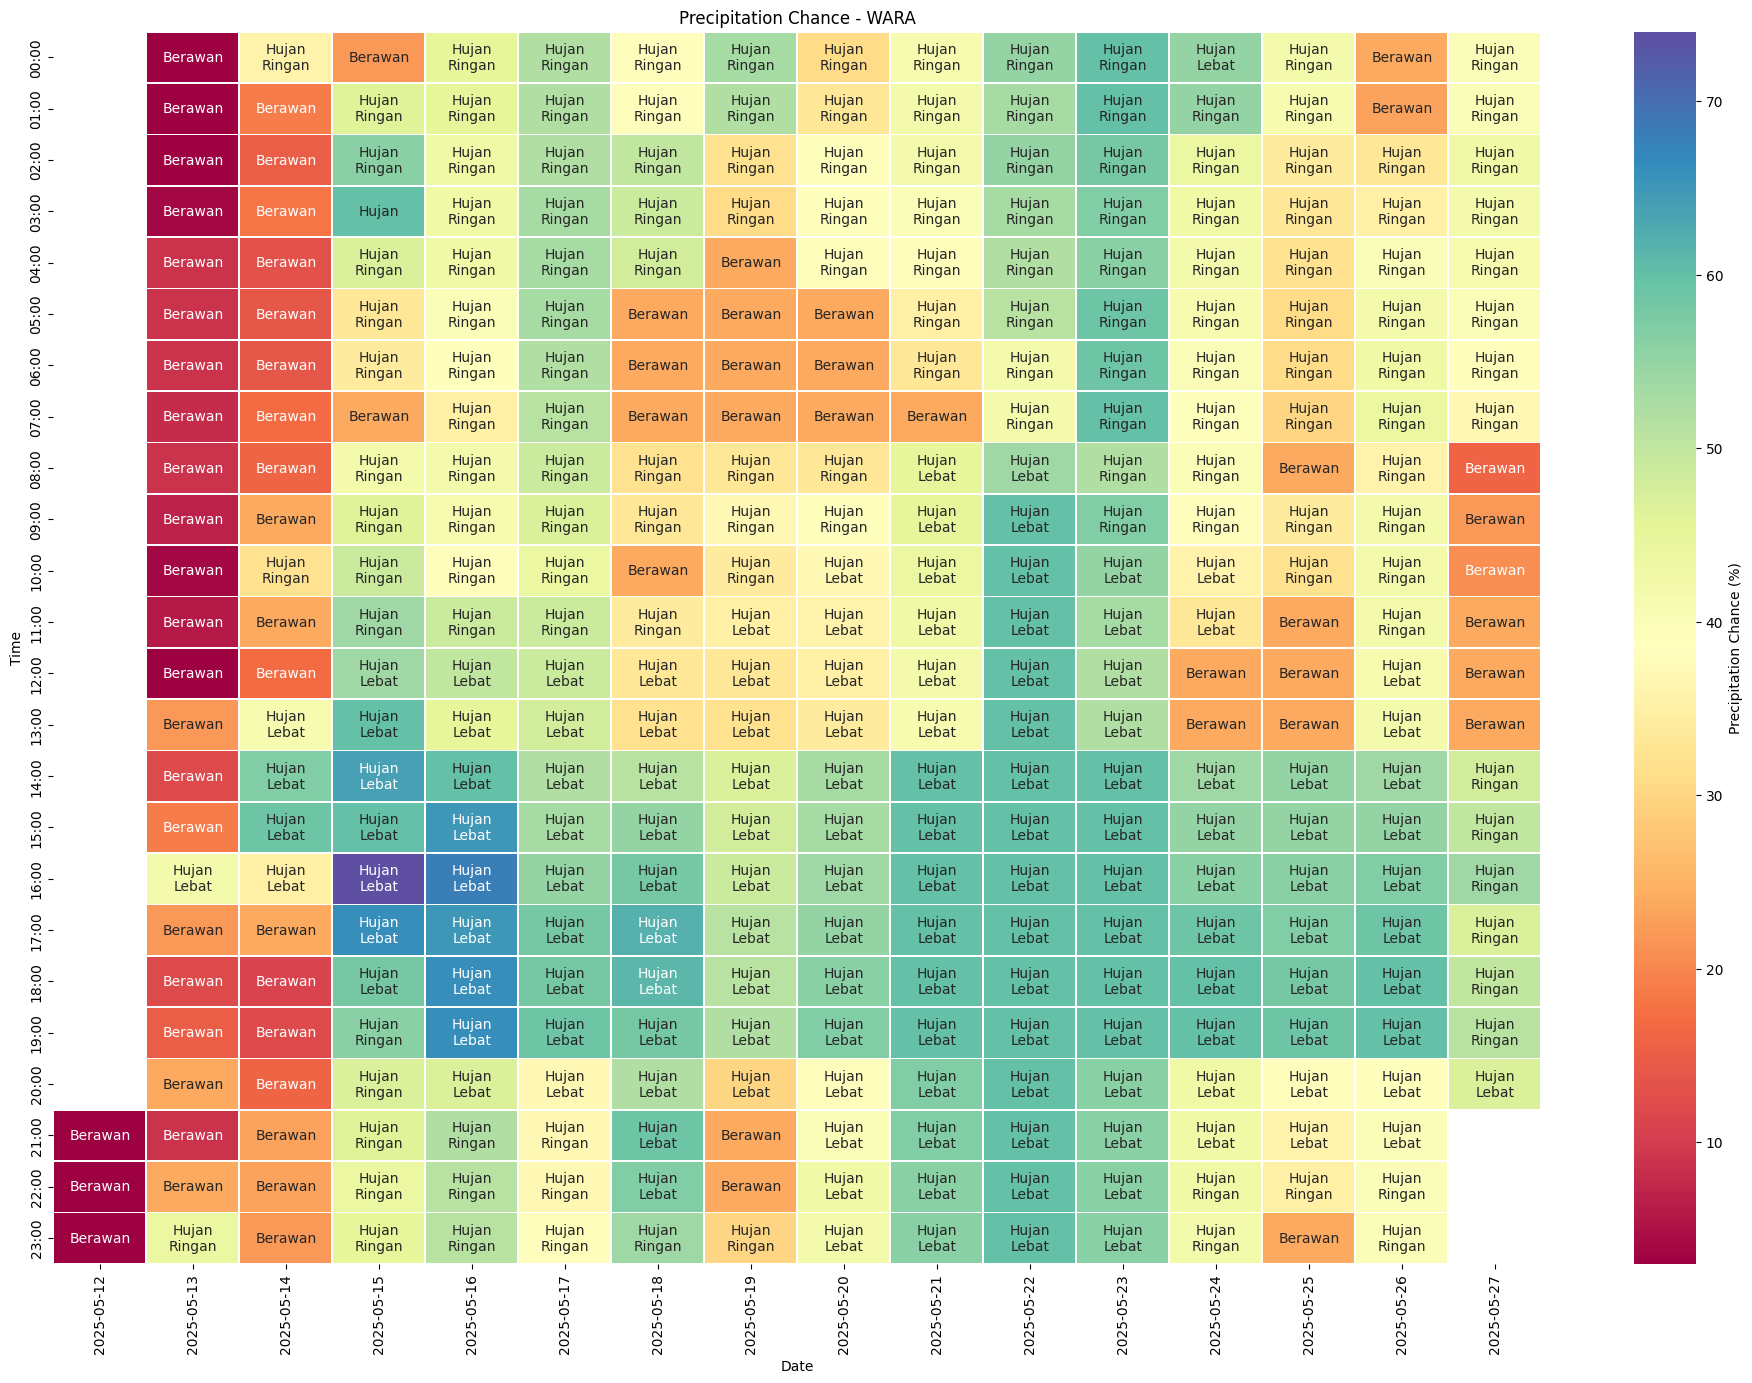 Precipitation Chance - WARA
00:00 Berawan Hujan Ringan Berawan Hujan Ringan Hujan Ringan Hujan Ringan Hujan Ringan Hujan Ringan Hujan Ringan Hujan Ringan Hujan Ringan Hujan Lebat Hujan Ringan Berawan Hujan Ringan
01:00 Berawan Berawan Hujan Ringan Hujan Ringan Hujan Ringan Hujan Ringan Hujan Ringan Hujan Ringan Hujan Ringan Hujan Ringan Hujan Ringan Hujan Ringan Hujan Ringan Berawan Hujan Ringan
02:00 Berawan Berawan Hujan Ringan Hujan Ringan Hujan Ringan Hujan Ringan Hujan Ringan Hujan Ringan Hujan Ringan Hujan Ringan Hujan Ringan Hujan Ringan Hujan Ringan Hujan Ringan Hujan Ringan
03:00 Berawan Berawan Hujan Hujan Ringan Hujan Ringan Hujan Ringan Hujan Ringan Hujan Ringan Hujan Ringan Hujan Ringan Hujan Ringan Hujan Ringan Hujan Ringan Hujan Ringan Hujan Ringan
04:00 Berawan Berawan Hujan Ringan Hujan Ringan Hujan Ringan Hujan Ringan Berawan Hujan Ringan Hujan Ringan Hujan Ringan Hujan Ringan Hujan Ringan Hujan Ringan Hujan Ringan Hujan Ringan
05:00 Berawan Berawan Hujan Ringan Hujan Ringan Hujan Ringan Berawan Berawan Berawan Hujan Ringan Hujan Ringan Hujan Ringan Hujan Ringan Hujan Ringan Hujan Ringan Hujan Ringan
06:00 Berawan Berawan Hujan Ringan Hujan Ringan Hujan Ringan Berawan Berawan Berawan Hujan Ringan Hujan Ringan Hujan Ringan Hujan Ringan Hujan Ringan Hujan Ringan Hujan Ringan
07:00 Berawan Berawan Berawan Hujan Ringan Hujan Ringan Berawan Berawan Berawan Berawan Hujan Ringan Hujan Ringan Hujan Ringan Hujan Ringan Hujan Ringan Hujan Ringan
08:00 Berawan Berawan Hujan Ringan Hujan Ringan Hujan Ringan Hujan Ringan Hujan Ringan Hujan Ringan Hujan Lebat Hujan Lebat Hujan Ringan Hujan Ringan Berawan Hujan Ringan Berawan
09:00 Berawan Berawan Hujan Ringan Hujan Ringan Hujan Ringan Hujan Ringan Hujan Ringan Hujan Ringan Hujan Lebat Hujan Lebat Hujan Ringan Hujan Ringan Hujan Ringan Hujan Ringan Berawan
10:00 Berawan Hujan Ringan Hujan Ringan Hujan Ringan Hujan Ringan Berawan Hujan Ringan Hujan Lebat Hujan Lebat Hujan Lebat Hujan Lebat Hujan Lebat Hujan Ringan Hujan Ringan Berawan
11:00 Berawan Berawan Hujan Ringan Hujan Ringan Hujan Ringan Hujan Ringan Hujan Lebat Hujan Lebat Hujan Lebat Hujan Lebat Hujan Lebat Hujan Lebat Berawan Hujan Ringan Berawan
12:00 Berawan Berawan Hujan Lebat Hujan Lebat Hujan Lebat Hujan Lebat Hujan Lebat Hujan Lebat Hujan Lebat Hujan Lebat Hujan Lebat Berawan Berawan Hujan Lebat Berawan
13:00 Berawan Hujan Lebat Hujan Lebat Hujan Lebat Hujan Lebat Hujan Lebat Hujan Lebat Hujan Lebat Hujan Lebat Hujan Lebat Hujan Lebat Berawan Berawan Hujan Lebat Berawan
14:00 Berawan Hujan Lebat Hujan Lebat Hujan Lebat Hujan Lebat Hujan Lebat Hujan Lebat Hujan Lebat Hujan Lebat Hujan Lebat Hujan Lebat Hujan Lebat Hujan Lebat Hujan Lebat Hujan Ringan
15:00 Berawan Hujan Lebat Hujan Lebat Hujan Lebat Hujan Lebat Hujan Lebat Hujan Lebat Hujan Lebat Hujan Lebat Hujan Lebat Hujan Lebat Hujan Lebat Hujan Lebat Hujan Lebat Hujan Ringan
16:00 Hujan Lebat Hujan Lebat Hujan Lebat Hujan Lebat Hujan Lebat Hujan Lebat Hujan Lebat Hujan Lebat Hujan Lebat Hujan Lebat Hujan Lebat Hujan Lebat Hujan Lebat Hujan Lebat Hujan Ringan
17:00 Berawan Berawan Hujan Lebat Hujan Lebat Hujan Lebat Hujan Lebat Hujan Lebat Hujan Lebat Hujan Lebat Hujan Lebat Hujan Lebat Hujan Lebat Hujan Lebat Hujan Lebat Hujan Ringan
18:00 Berawan Berawan Hujan Lebat Hujan Lebat Hujan Lebat Hujan Lebat Hujan Lebat Hujan Lebat Hujan Lebat Hujan Lebat Hujan Lebat Hujan Lebat Hujan Lebat Hujan Lebat Hujan Ringan
19:00 Berawan Berawan Hujan Ringan Hujan Lebat Hujan Lebat Hujan Lebat Hujan Lebat Hujan Lebat Hujan Lebat Hujan Lebat Hujan Lebat Hujan Lebat Hujan Lebat Hujan Lebat Hujan Ringan
20:00 Berawan Berawan Hujan Ringan Hujan Lebat Hujan Lebat Hujan Lebat Hujan Lebat Hujan Lebat Hujan Lebat Hujan Lebat Hujan Lebat Hujan Lebat Hujan Lebat Hujan Lebat Hujan Lebat
21:00 Berawan Berawan Berawan Hujan Ringan Hujan Ringan Hujan Ringan Hujan Lebat Berawan Hujan Lebat Hujan Lebat Hujan Lebat Hujan Lebat Hujan Lebat Hujan Lebat Hujan Lebat
22:00 Berawan Berawan Berawan Hujan Ringan Hujan Ringan Hujan Ringan Hujan Lebat Berawan Hujan Lebat Hujan Lebat Hujan Lebat Hujan Lebat Hujan Ringan Hujan Ringan Hujan Ringan
23:00 Berawan Hujan Ringan Berawan Hujan Ringan Hujan Ringan Hujan Ringan Hujan Ringan Hujan Ringan Hujan Lebat Hujan Lebat Hujan Lebat Hujan Lebat Hujan Ringan Berawan Hujan Ringan
2025-05-12 2025-05-13 2025-05-14 2025-05-15 2025-05-16 2025-05-17 2025-05-18 2025-05-19 2025-05-20 2025-05-21 2025-05-22 2025-05-23 2025-05-24 2025-05-25 2025-05-26 2025-05-27
Date
Time
70
60
50
40
30
20
10
Precipitation Chance (%)